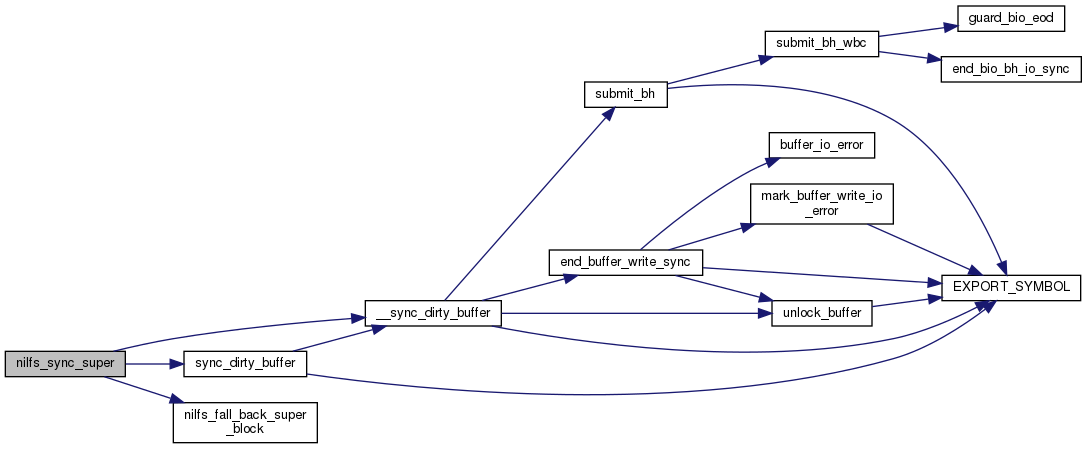 guard_bio_eod
submit_bh_wbc
end_bio_bh_io_sync
submit_bh
buffer_io_error
mark_buffer_write_io
_error
end_buffer_write_sync
EXPORT_SYMBOL
__sync_dirty_buffer
unlock_buffer
nilfs_sync_super
sync_dirty_buffer
nilfs_fall_back_super
_block